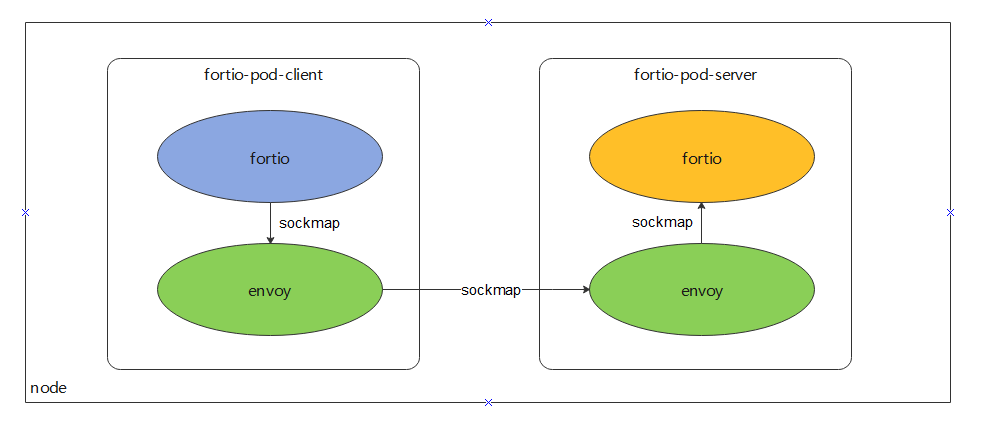 fortio-pod-client
fortio-pod-server
fortio
fortio
sockmap
sockmap
envoy
sockmap
envoy
node